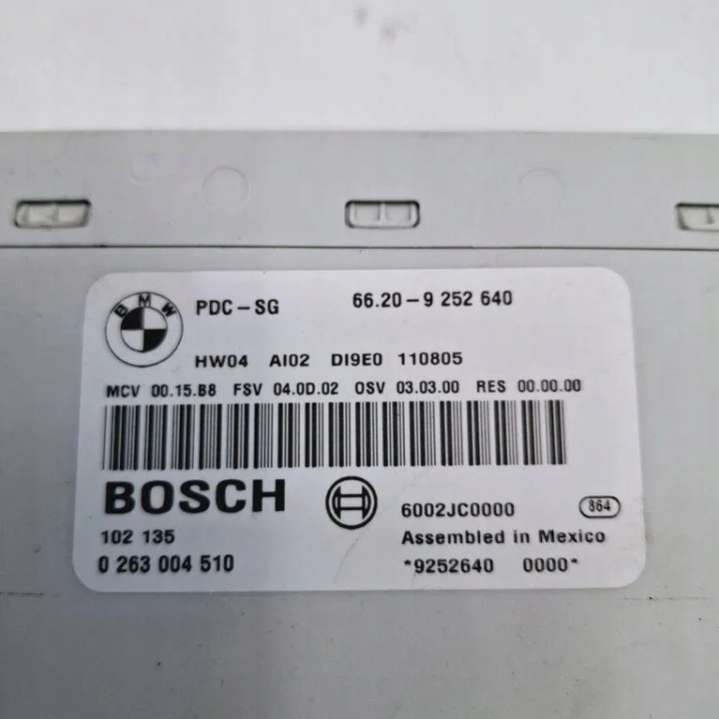 BMW
PDC-SG 66.20-9 252 640
HW04 AI02 DI9E0 110805
MCV 00.15.B8 FSV 04.0D.02 OSV 03.03.00 RES 00.00.00
BOSCH 6002JC0000 864
102 135 Assembled in Mexico
0 263 004 510 *9252640 0000*